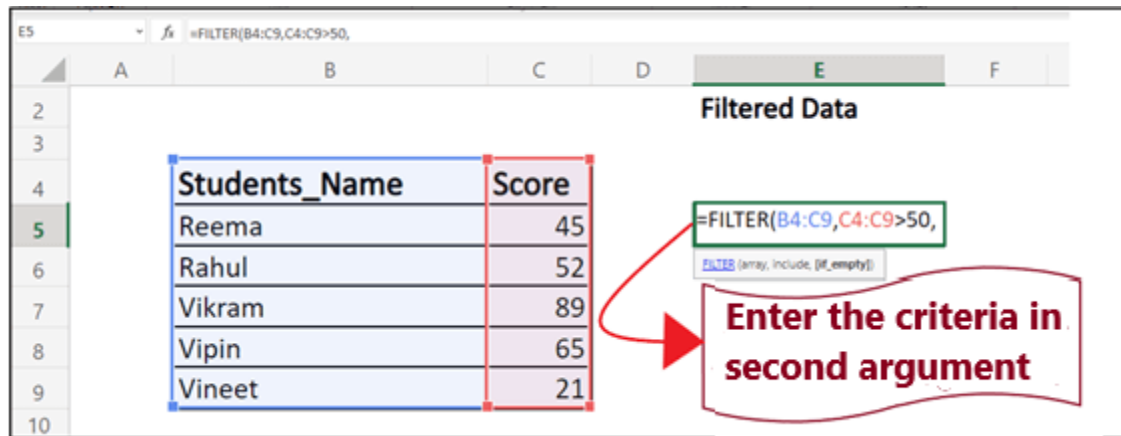 E5 fx =FILTER(B4:C9,C4:C9>50,
A B C D E F
2 Filtered Data
3
4 Students_Name Score
5 Reema 45 =FILTER(B4:C9,C4:C9>50,
6 Rahul 52 FILTER (array, include, [if_empty])
7 Vikram 89 Enter the criteria in
8 Vipin 65 second argument
9 Vineet 21
10